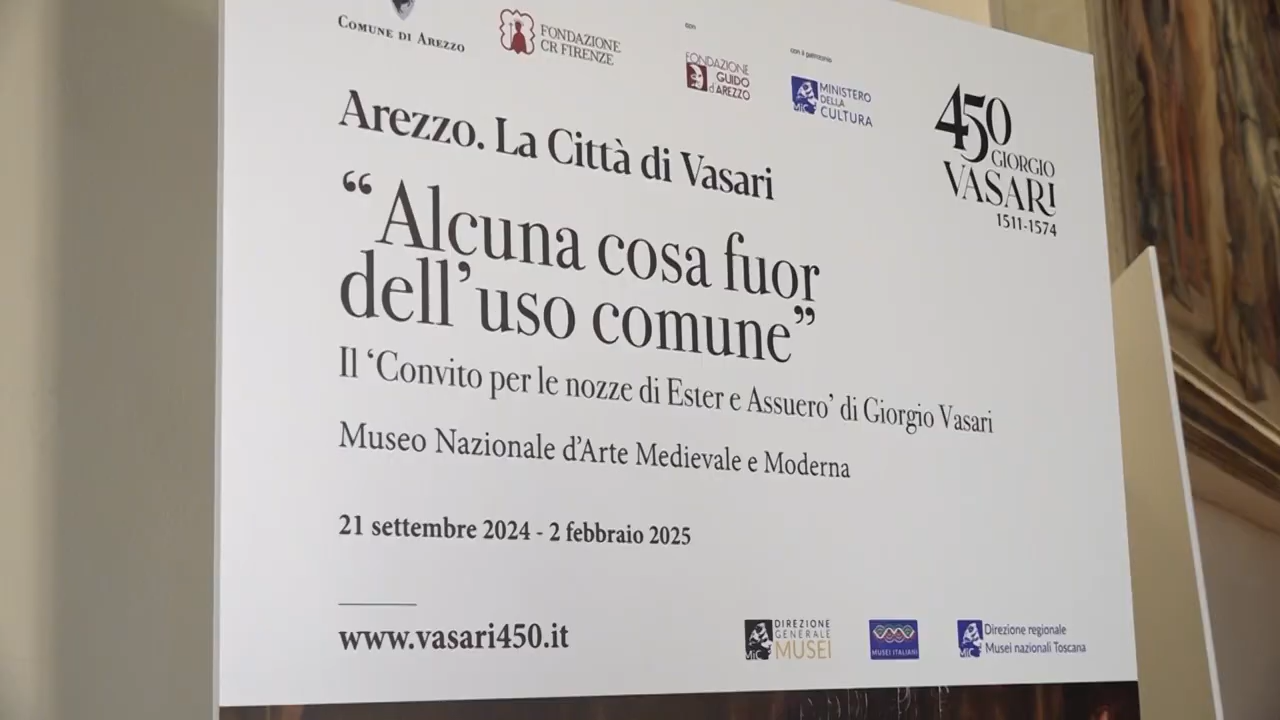 COMUNE DI AREZZO
FONDAZIONE
CR FIRENZE
con
FONDAZIONE
GUIDO
d'AREZZO
con il patrocinio
MiC
MINISTERO
DELLA
CULTURA
450
GIORGIO
VASARI
1511-1574
Arezzo. La Città di Vasari
“Alcuna cosa fuor
dell’uso comune”
Il ‘Convito per le nozze di Ester e Assuero’ di Giorgio Vasari
Museo Nazionale d’Arte Medievale e Moderna
21 settembre 2024 - 2 febbraio 2025
www.vasari450.it
MiC
DIREZIONE
GENERALE
MUSEI
MUSEI ITALIANI
MiC
Direzione regionale
Musei nazionali Toscana